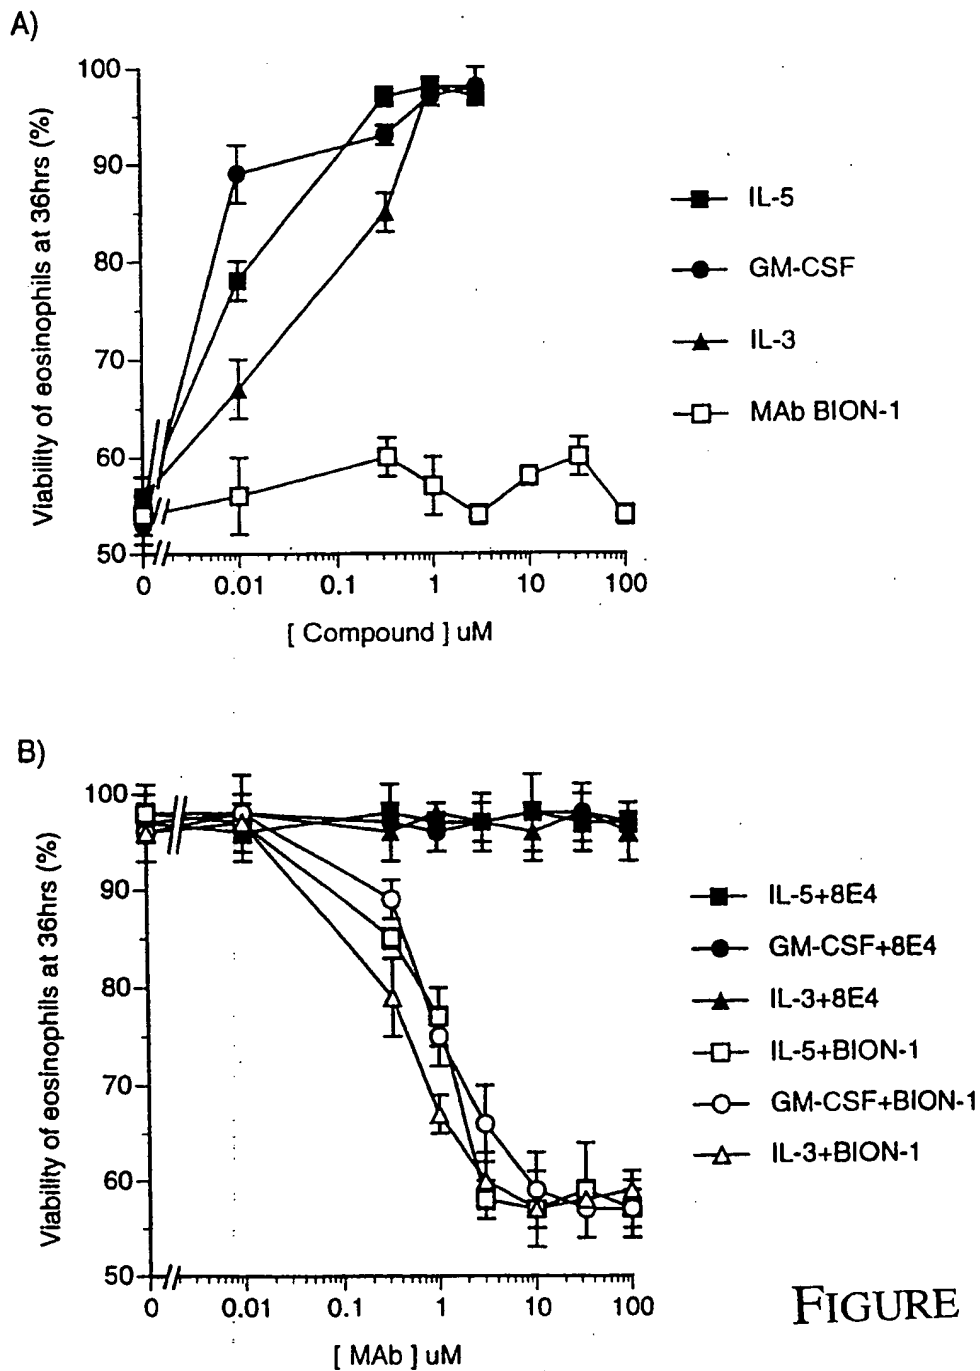 A)
Viability of eosinophils at 36hrs (%)
100
90
80
70
60
50
0
0.01
0.1
1
10
100
[ Compound ] uM
IL-5
GM-CSF
IL-3
MAb BION-1
B)
Viability of eosinophils at 36hrs (%)
100
90
80
70
60
50
0
0.01
0.1
1
10
100
[ MAb ] uM
IL-5+8E4
GM-CSF+8E4
IL-3+8E4
IL-5+BION-1
GM-CSF+BION-1
IL-3+BION-1
FIGURE